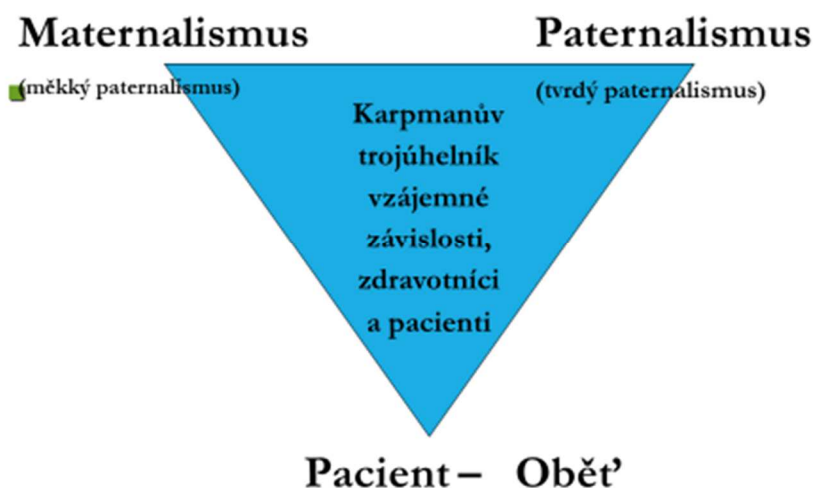 Maternalismus
Paternalismus
(měkký paternalismus)
(tvrdý paternalismus)
Karpmanův
trojúhelník
vzájemné
závislosti,
zdravotníci
a pacienti
Pacient – Oběť